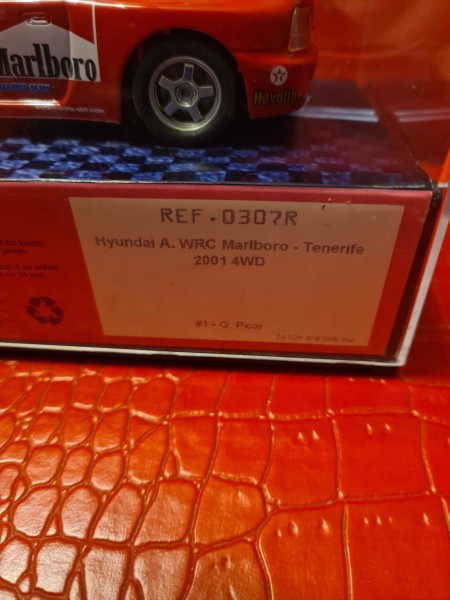 Marlboro
Havoline
REF-0307R
Hyundai A. WRC Marlboro - Tenerife
2001 4WD
#1 - G. Picar